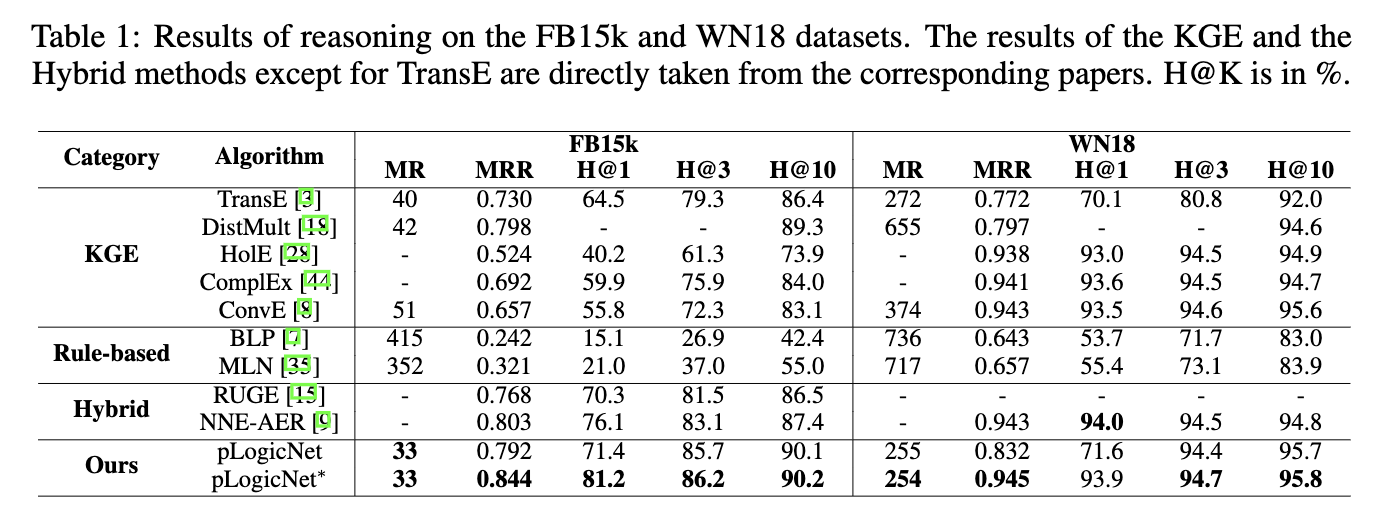 Table 1: Results of reasoning on the FB15k and WN18 datasets. The results of the KGE and the
Hybrid methods except for TransE are directly taken from the corresponding papers. H@K is in %.
Category Algorithm FB15k WN18
MR MRR H@1 H@3 H@10 MR MRR H@1 H@3 H@10
KGE
TransE [3] 40 0.730 64.5 79.3 86.4 272 0.772 70.1 80.8 92.0
DistMult [18] 42 0.798 - - 89.3 655 0.797 - - 94.6
HolE [28] - 0.524 40.2 61.3 73.9 - 0.938 93.0 94.5 94.9
ComplEx [44] - 0.692 59.9 75.9 84.0 - 0.941 93.6 94.5 94.7
ConvE [8] 51 0.657 55.8 72.3 83.1 374 0.943 93.5 94.6 95.6
Rule-based
BLP [7] 415 0.242 15.1 26.9 42.4 736 0.643 53.7 71.7 83.0
MLN [35] 352 0.321 21.0 37.0 55.0 717 0.657 55.4 73.1 83.9
Hybrid
RUGE [15] - 0.768 70.3 81.5 86.5 - - - - -
NNE-AER [9] - 0.803 76.1 83.1 87.4 - 0.943 94.0 94.5 94.8
Ours
pLogicNet 33 0.792 71.4 85.7 90.1 255 0.832 71.6 94.4 95.7
pLogicNet* 33 0.844 81.2 86.2 90.2 254 0.945 93.9 94.7 95.8